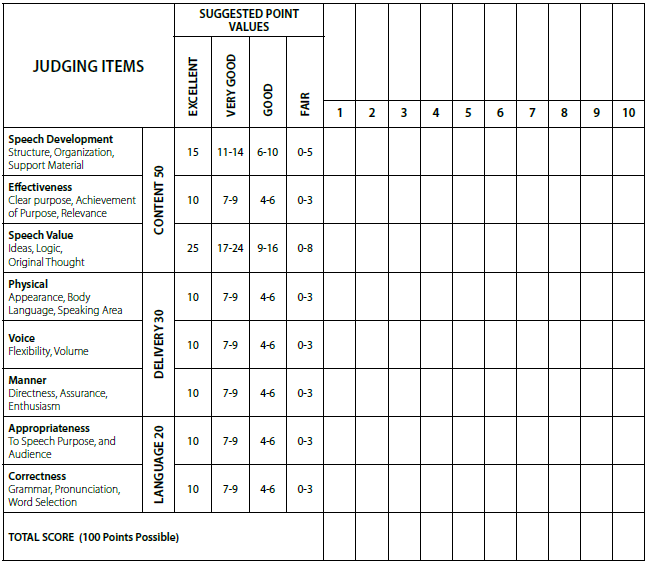 SUGGESTED POINT
VALUES
JUDGING ITEMS
EXCELLENT
VERY GOOD
GOOD
FAIR
1 2 3 4 5 6 7 8 9 10
CONTENT 50
Speech Development
Structure, Organization,
Support Material
15 11-14 6-10 0-5
Effectiveness
Clear purpose, Achievement
of Purpose, Relevance
10 7-9 4-6 0-3
Speech Value
Ideas, Logic,
Original Thought
25 17-24 9-16 0-8
DELIVERY 30
Physical
Appearance, Body
Language, Speaking Area
10 7-9 4-6 0-3
Voice
Flexibility, Volume
10 7-9 4-6 0-3
Manner
Directness, Assurance,
Enthusiasm
10 7-9 4-6 0-3
LANGUAGE 20
Appropriateness
To Speech Purpose, and
Audience
10 7-9 4-6 0-3
Correctness
Grammar, Pronunciation,
Word Selection
10 7-9 4-6 0-3
TOTAL SCORE (100 Points Possible)